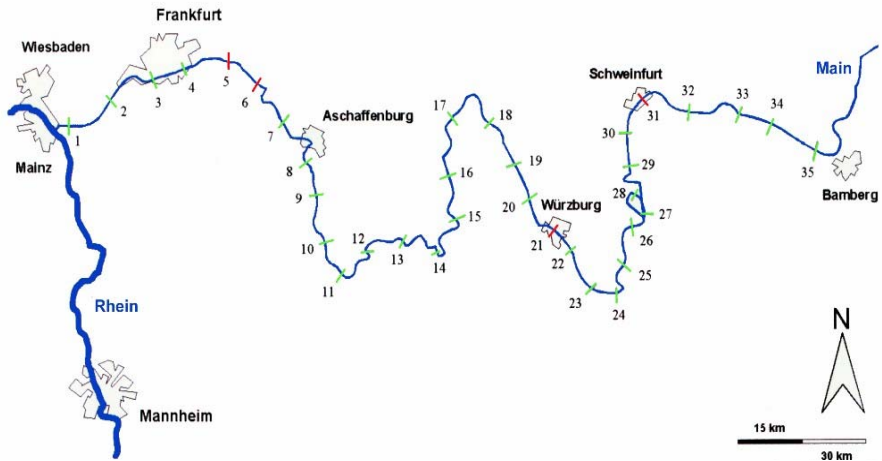 Frankfurt
Wiesbaden
Mainz
Aschaffenburg
Schweinfurt
Main
Würzburg
Bamberg
Rhein
Mannheim
1
2
3
4
5
6
7
8
9
10
11
12
13
14
15
16
17
18
19
20
21
22
23
24
25
26
27
28
29
30
31
32
33
34
35
N
15 km
30 km